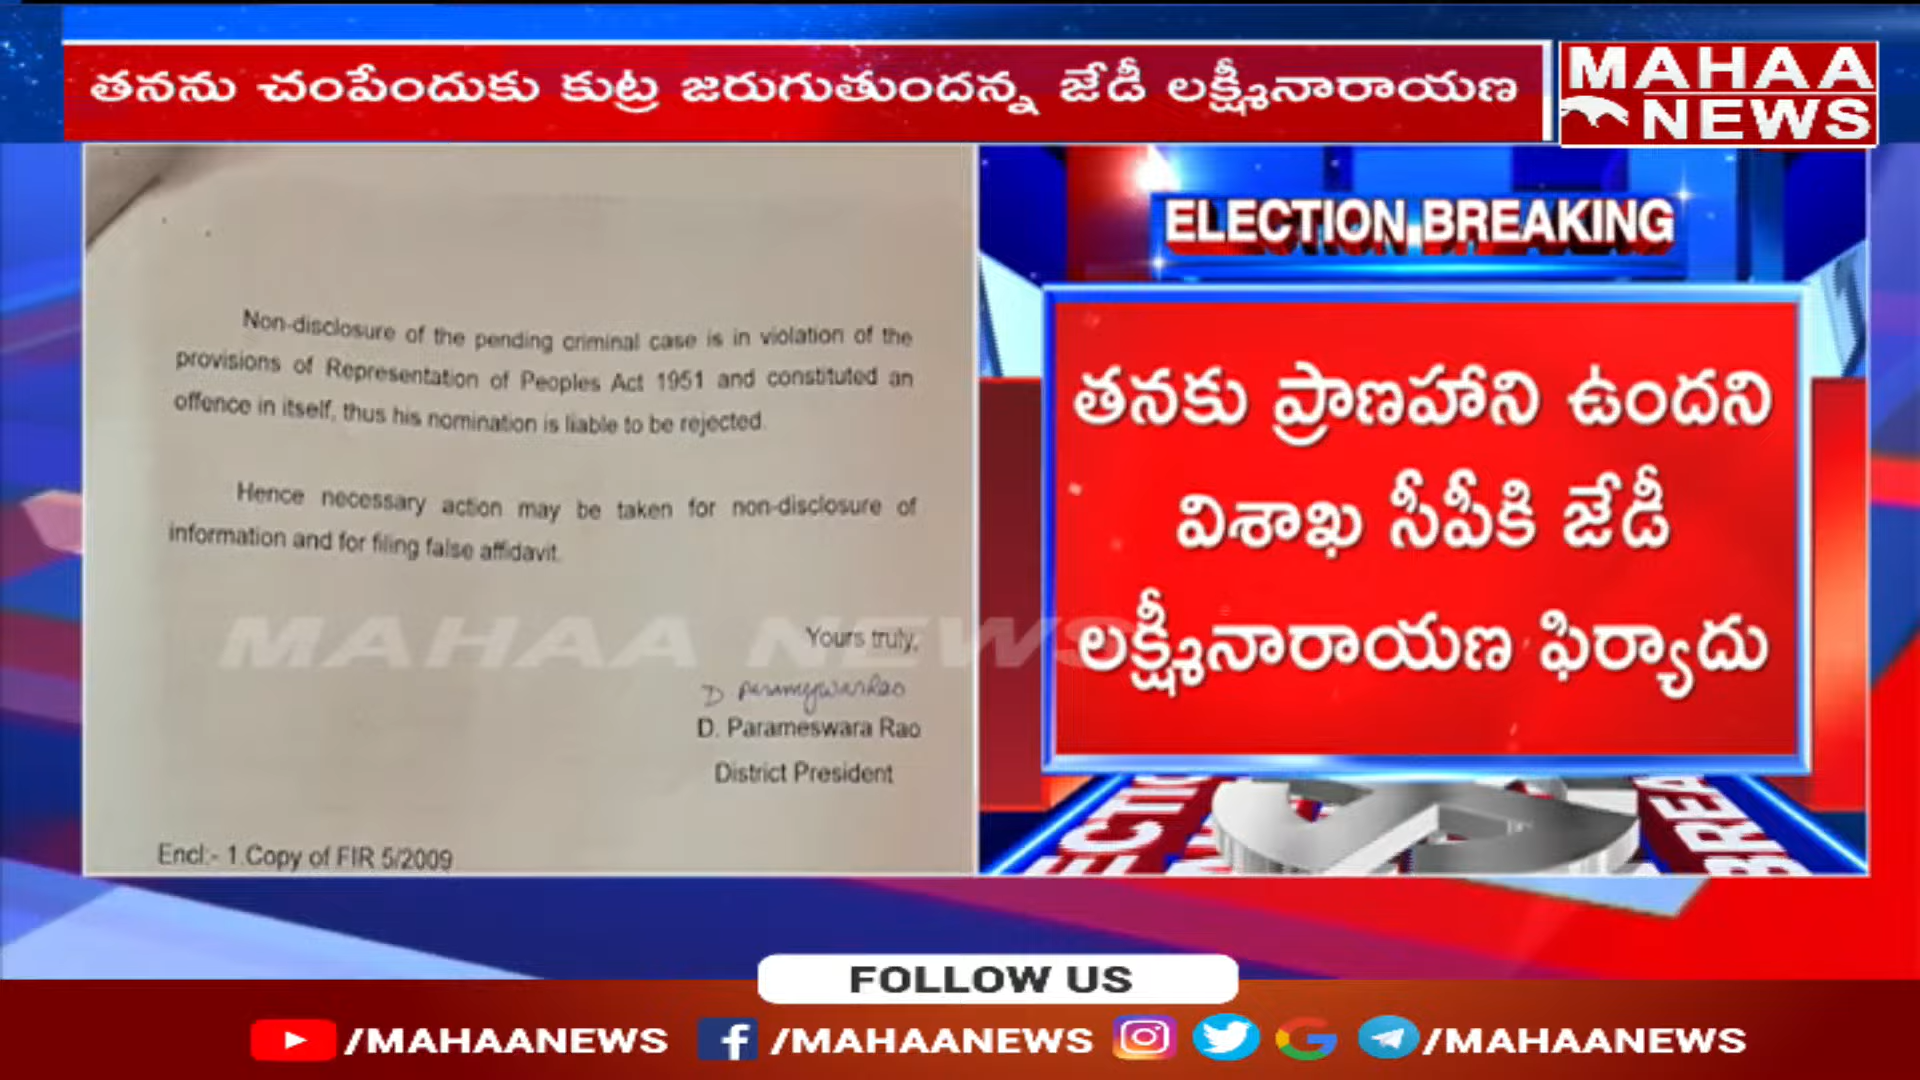 తనను చంపేందుకు కుట్ర జరుగుతుందన్న జేడీ లక్ష్మీనారాయణ
MAHAA
NEWS
Non-disclosure of the pending criminal case is in violation of the
provisions of Representation of Peoples Act 1951 and constituted an
offence in itself, thus his nomination is liable to be rejected.
Hence necessary action may be taken for non-disclosure of
information and for filing false affidavit.
Yours truly,
D Parameswara Rao
D. Parameswara Rao
District President
Encl:- 1.Copy of FIR 5/2009
MAHAA NEWS
ELECTION BREAKING
తనకు ప్రాణహాని ఉందని
విశాఖ సీపీకి జేడీ
లక్ష్మీనారాయణ ఫిర్యాదు
FOLLOW US
/MAHAANEWS
/MAHAANEWS
/MAHAANEWS